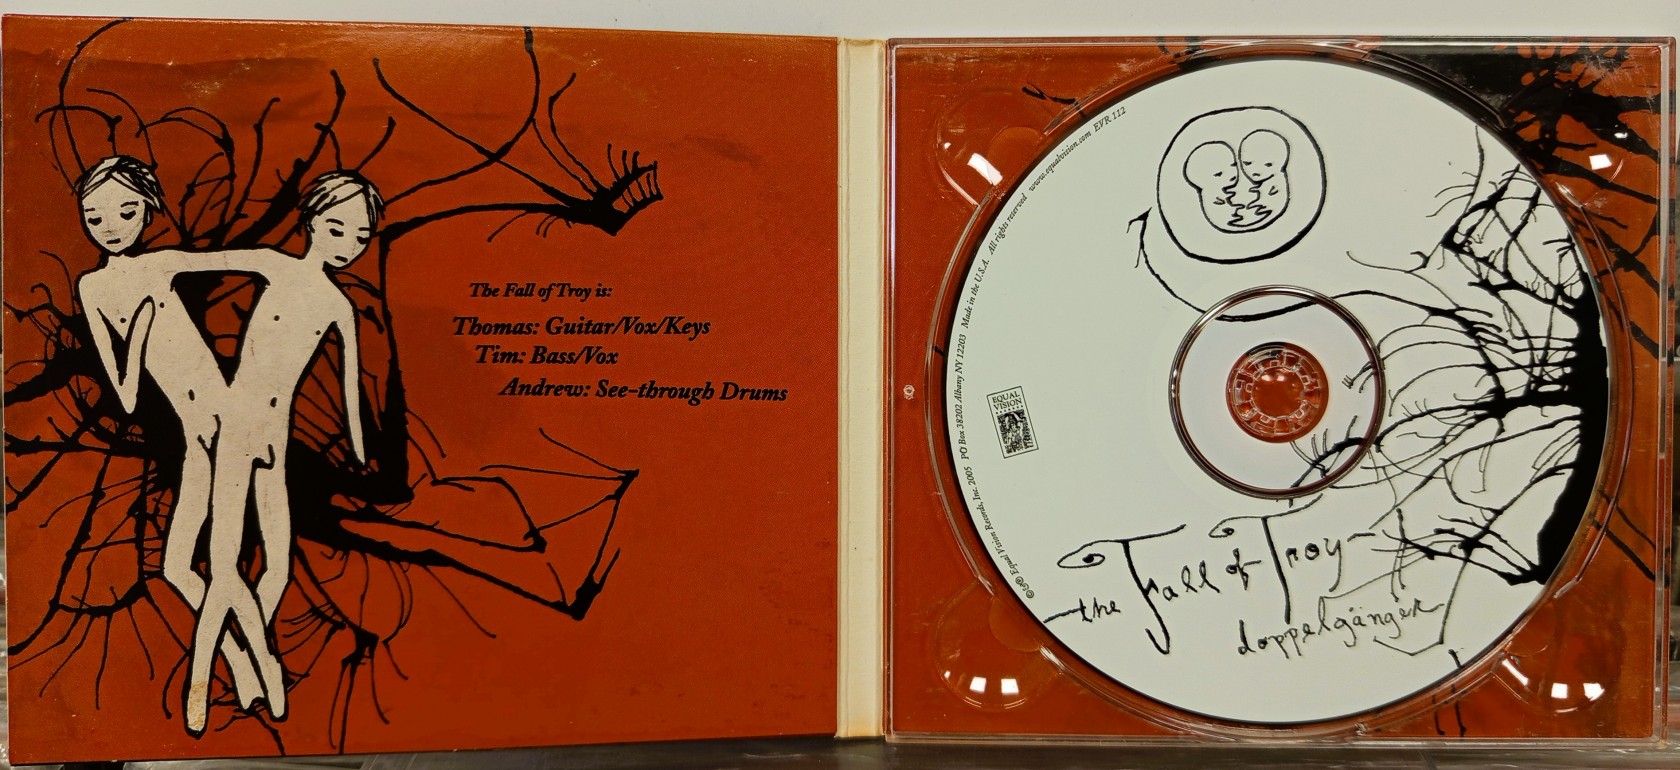 The Fall of Troy is:
Thomas: Guitar/Vox/Keys
Tim: Bass/Vox
Andrew: See-through Drums
©℗ Equal Vision Records, Inc. 2005 PO Box 38202 Albany NY 12203 Made in the U.S.A. All rights reserved www.equalvision.com EVR 112
EQUAL
VISION
the Fall of Troy
doppelgänger